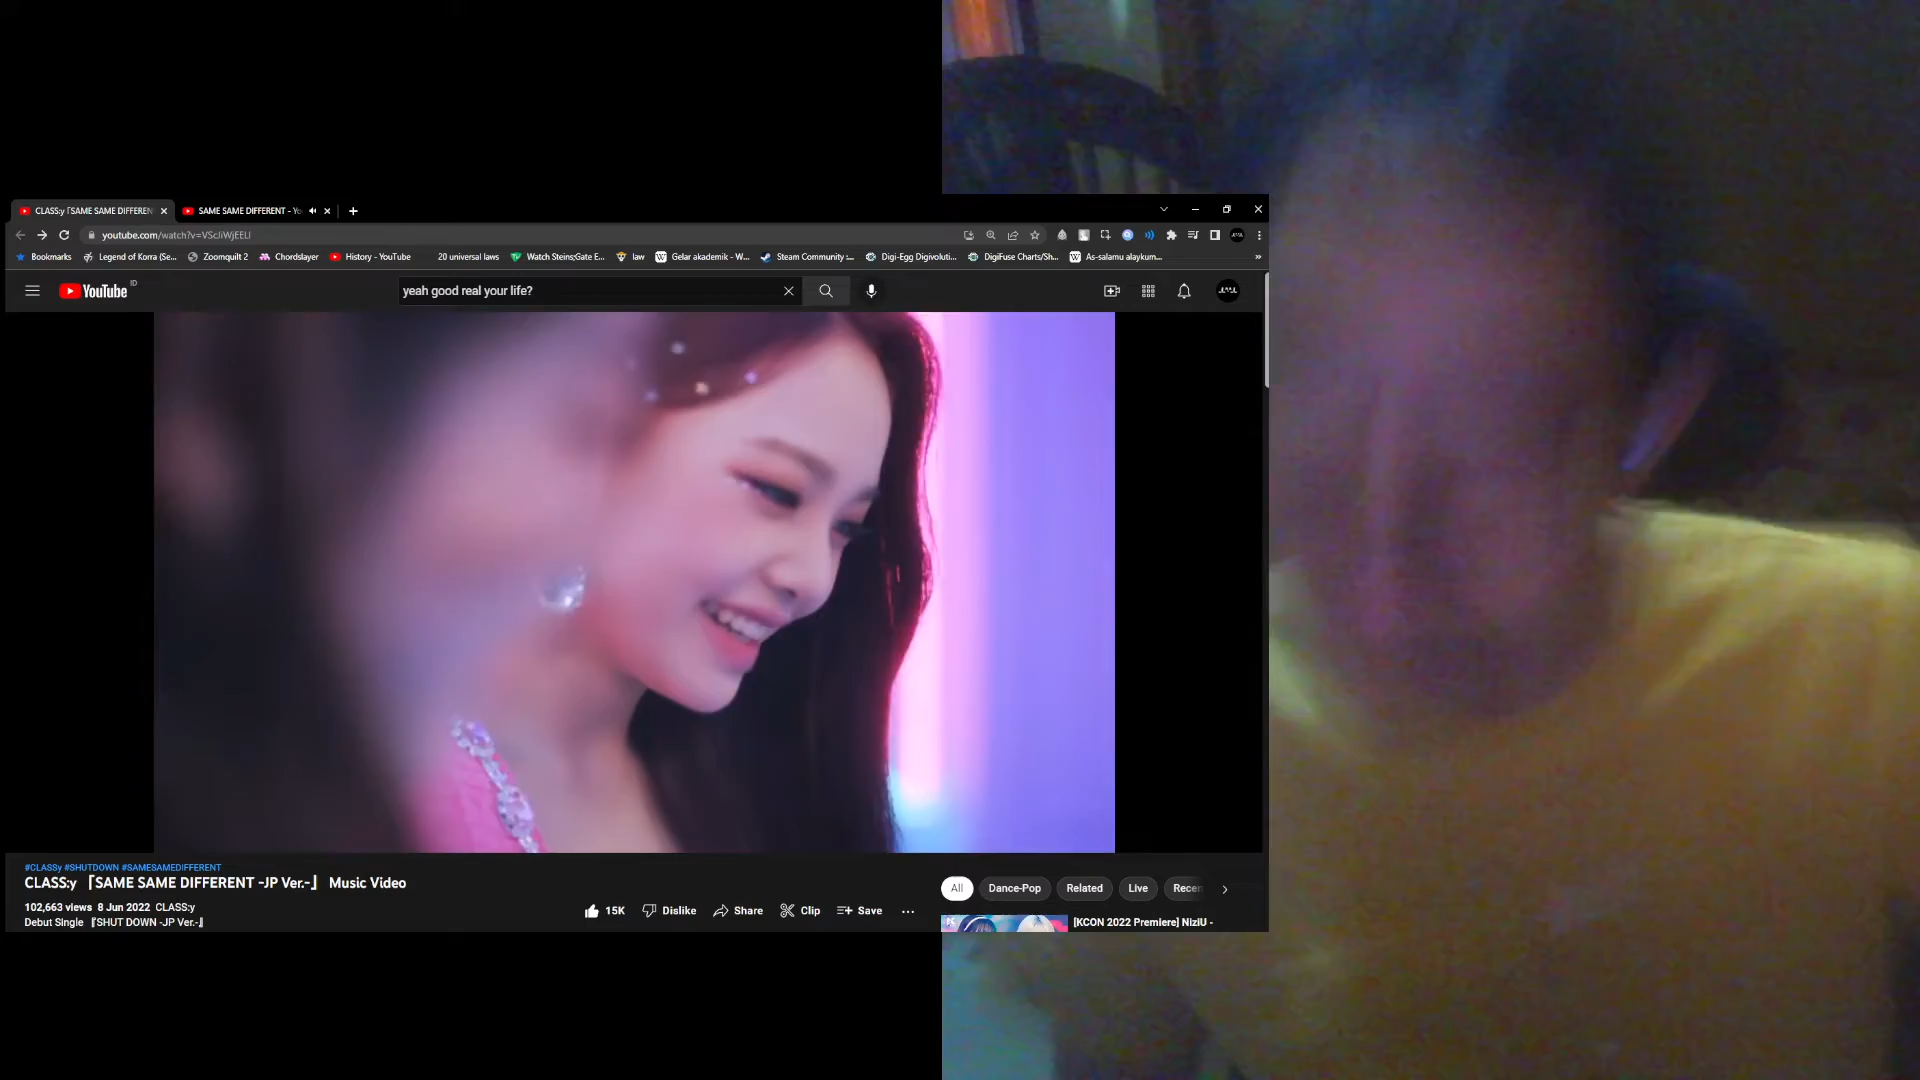 CLASS:y「SAME SAME DIFFEREN
SAME SAME DIFFERENT - Yo
youtube.com/watch?v=VScJiWjEELI
Bookmarks
Legend of Korra (Se...
Zoomquilt 2
Chordslayer
History - YouTube
20 universal laws
Watch Steins;Gate E...
law
Gelar akademik - W...
Steam Community :...
Digi-Egg Digivoluti...
DigiFuse Charts/Sh...
As-salamu alaykum...
YouTube ID
yeah good real your life?
#CLASSy #SHUTDOWN #SAMESAMEDIFFERENT
CLASS:y 『SAME SAME DIFFERENT -JP Ver.-』 Music Video
102,663 views 8 Jun 2022 CLASS:y
Debut Single 『SHUT DOWN -JP Ver.-』
15K
Dislike
Share
Clip
Save
All
Dance-Pop
Related
Live
Recen
[KCON 2022 Premiere] NiziU -